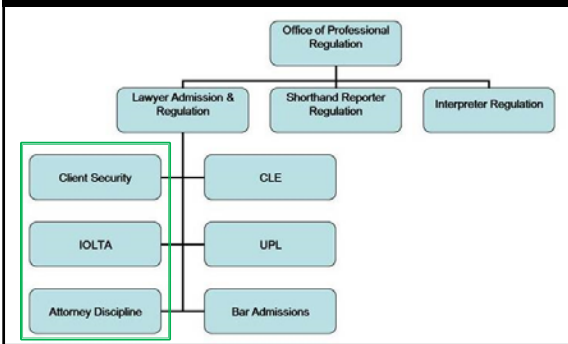 Office of Professional
Regulation
Lawyer Admission &
Regulation
Shorthand Reporter
Regulation
Interpreter Regulation
Client Security
CLE
IOLTA
UPL
Attorney Discipline
Bar Admissions